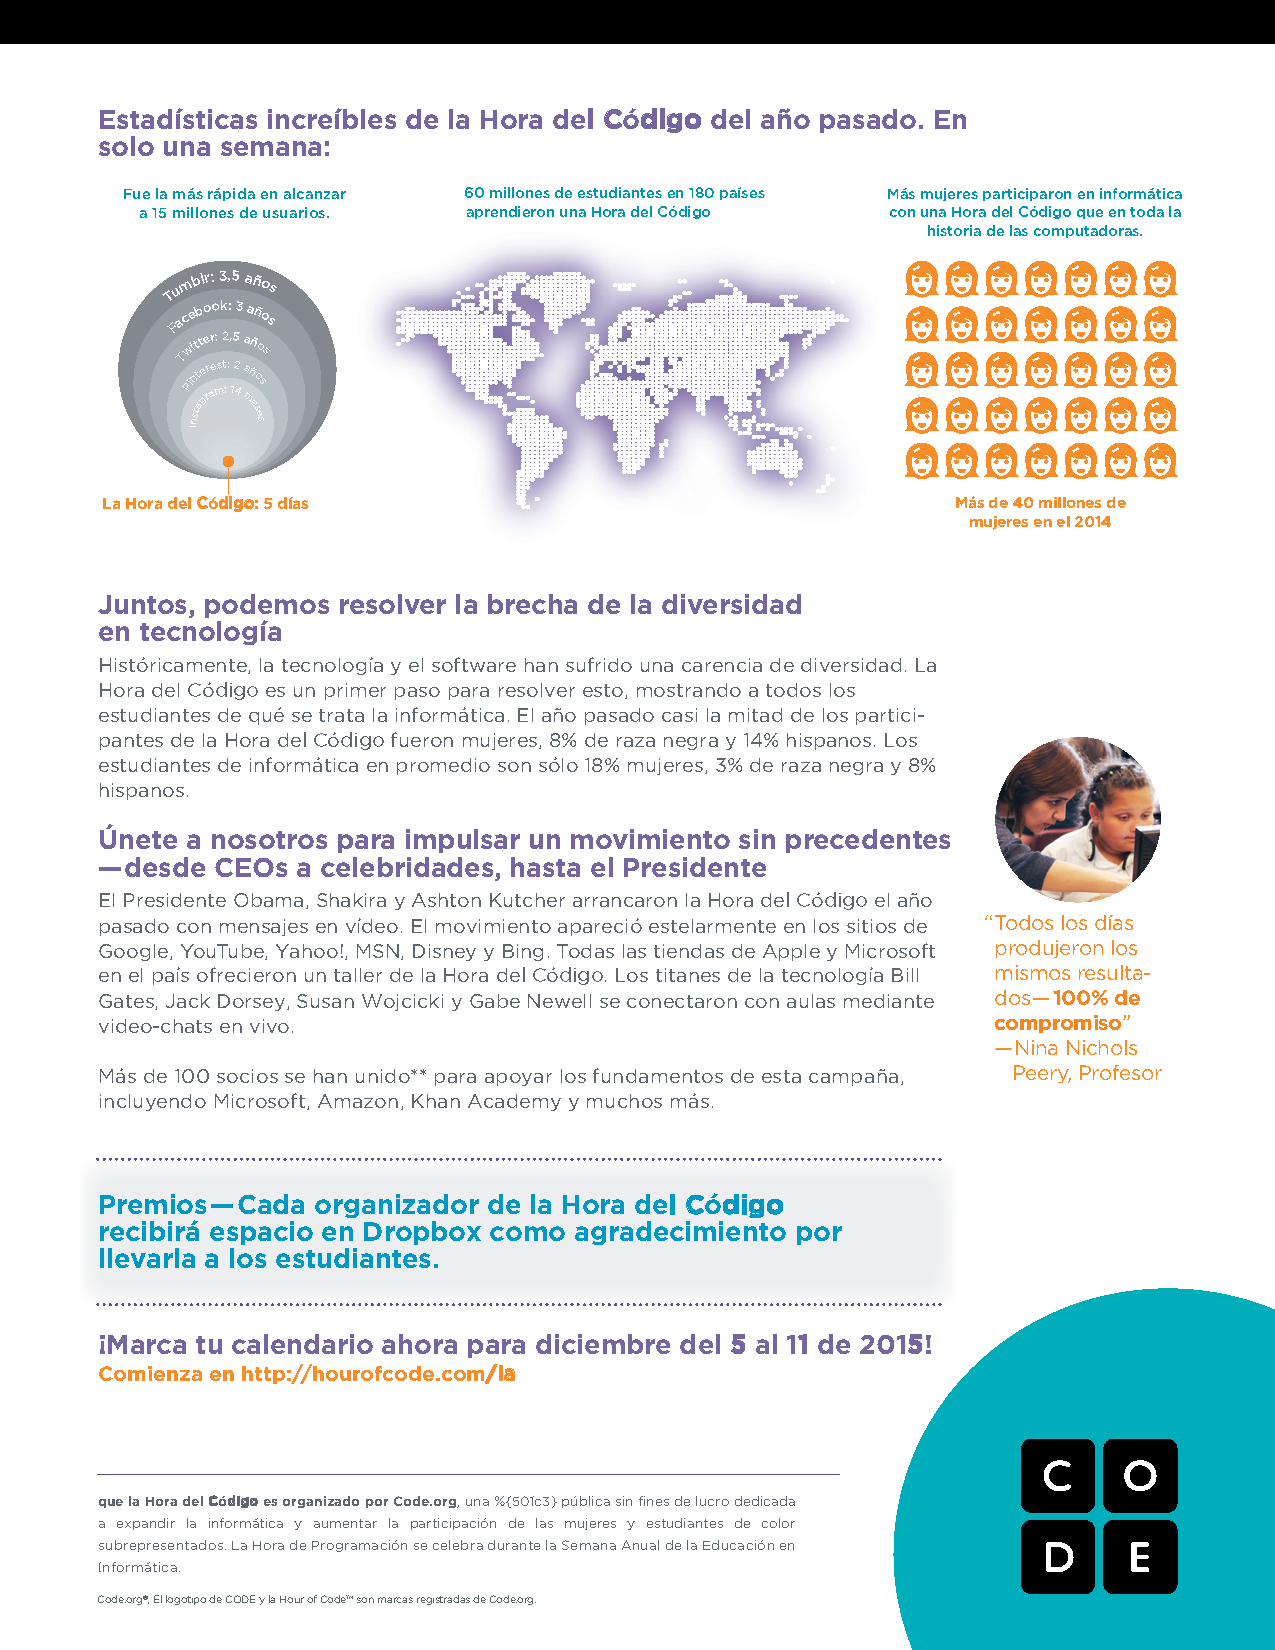 Estadísticas increíbles de la Hora del Código del año pasado. En
solo una semana:
Fue la más rápida en alcanzar
a 15 millones de usuarios.
Tumblr: 3,5 años
Facebook: 3 años
Twitter: 2,5 años
Pinterest: 2 años
Instagram: 14 meses
La Hora del Código: 5 días
60 millones de estudiantes en 180 países
aprendieron una Hora del Código
Más mujeres participaron en informática
con una Hora del Código que en toda la
historia de las computadoras.
Más de 40 millones de
mujeres en el 2014
Juntos, podemos resolver la brecha de la diversidad
en tecnología
Históricamente, la tecnología y el software han sufrido una carencia de diversidad. La
Hora del Código es un primer paso para resolver esto, mostrando a todos los
estudiantes de qué se trata la informática. El año pasado casi la mitad de los partici-
pantes de la Hora del Código fueron mujeres, 8% de raza negra y 14% hispanos. Los
estudiantes de informática en promedio son sólo 18% mujeres, 3% de raza negra y 8%
hispanos.
Únete a nosotros para impulsar un movimiento sin precedentes
—desde CEOs a celebridades, hasta el Presidente
El Presidente Obama, Shakira y Ashton Kutcher arrancaron la Hora del Código el año
pasado con mensajes en vídeo. El movimiento apareció estelarmente en los sitios de
Google, YouTube, Yahoo!, MSN, Disney y Bing. Todas las tiendas de Apple y Microsoft
en el país ofrecieron un taller de la Hora del Código. Los titanes de la tecnología Bill
Gates, Jack Dorsey, Susan Wojcicki y Gabe Newell se conectaron con aulas mediante
video-chats en vivo.
Más de 100 socios se han unido** para apoyar los fundamentos de esta campaña,
incluyendo Microsoft, Amazon, Khan Academy y muchos más.
“Todos los días
produjeron los
mismos resulta-
dos—100% de
compromiso”
—Nina Nichols
Peery, Profesor
Premios—Cada organizador de la Hora del Código
recibirá espacio en Dropbox como agradecimiento por
llevarla a los estudiantes.
¡Marca tu calendario ahora para diciembre del 5 al 11 de 2015!
Comienza en http://hourofcode.com/la
que la Hora del Código es organizado por Code.org, una %{501c3} pública sin fines de lucro dedicada
a expandir la informática y aumentar la participación de las mujeres y estudiantes de color
subrepresentados. La Hora de Programación se celebra durante la Semana Anual de la Educación en
Informática.
Code.org®, El logotipo de CODE y la Hour of Code™ son marcas registradas de Code.org.
C O
D E